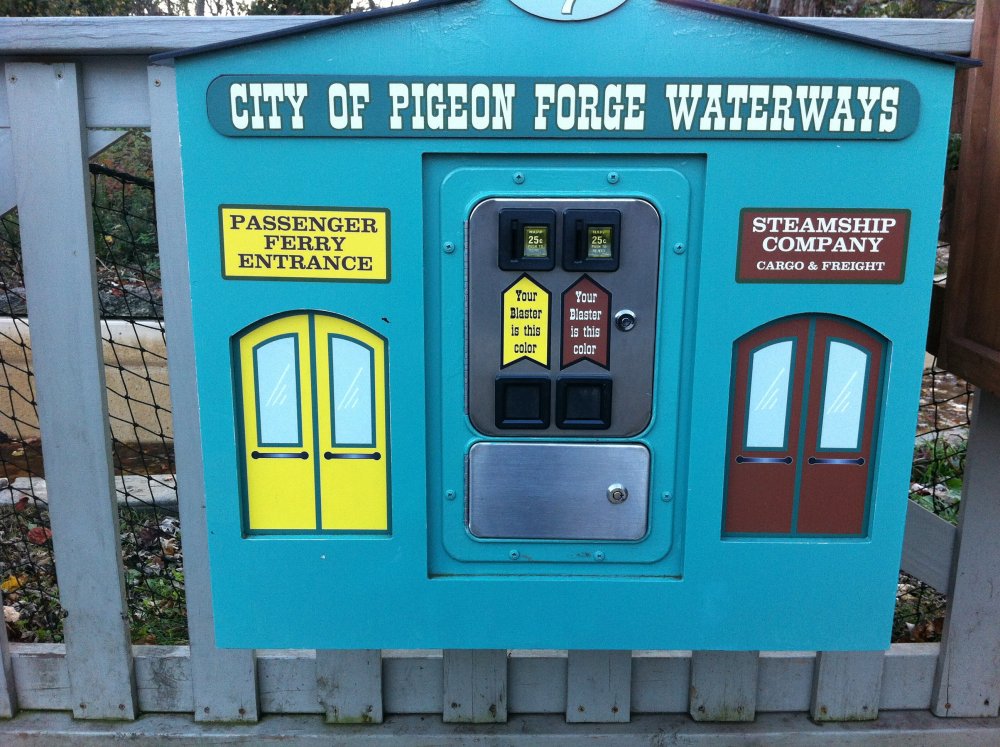 7
CITY OF PIGEON FORGE WATERWAYS
PASSENGER
FERRY
ENTRANCE
25¢
25¢
STEAMSHIP
COMPANY
CARGO & FREIGHT
Your
Blaster
is this
color
Your
Blaster
is this
color